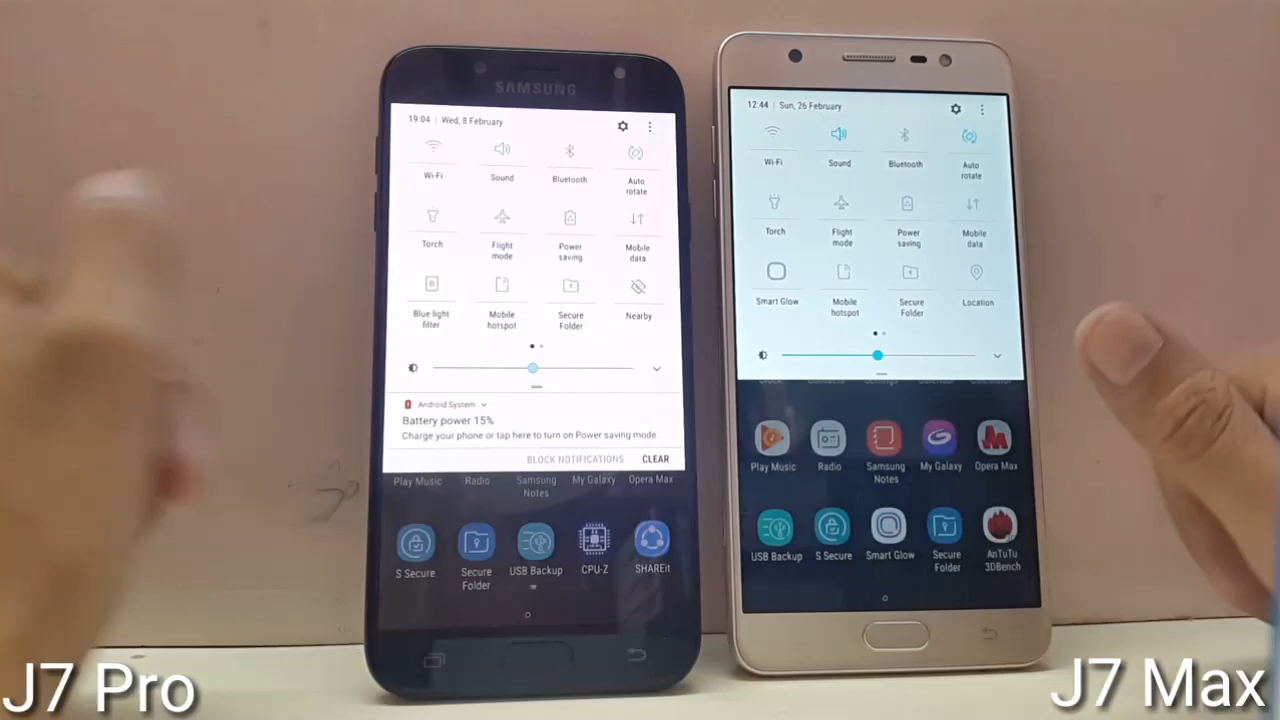 SAMSUNG
19:04 | Wed, 8 February
Wi-Fi
Sound
Bluetooth
Auto
rotate
Torch
Flight
mode
Power
saving
Mobile
data
Blue light
filter
Mobile
hotspot
Secure
Folder
Nearby
Android System
Battery power 15%
Charge your phone or tap here to turn on Power saving mode.
BLOCK NOTIFICATIONS CLEAR
Play Music
Radio
Samsung
Notes
My Galaxy
Opera Max
S Secure
Secure
Folder
USB Backup
CPU-Z
SHAREit
12:44 | Sun, 26 February
Wi-Fi
Sound
Bluetooth
Auto
rotate
Torch
Flight
mode
Power
saving
Mobile
data
Smart Glow
Mobile
hotspot
Secure
Folder
Location
Play Music
Radio
Samsung
Notes
My Galaxy
Opera Max
USB Backup
S Secure
Smart Glow
Secure
Folder
AnTuTu
3DBench
J7 Pro
J7 Max